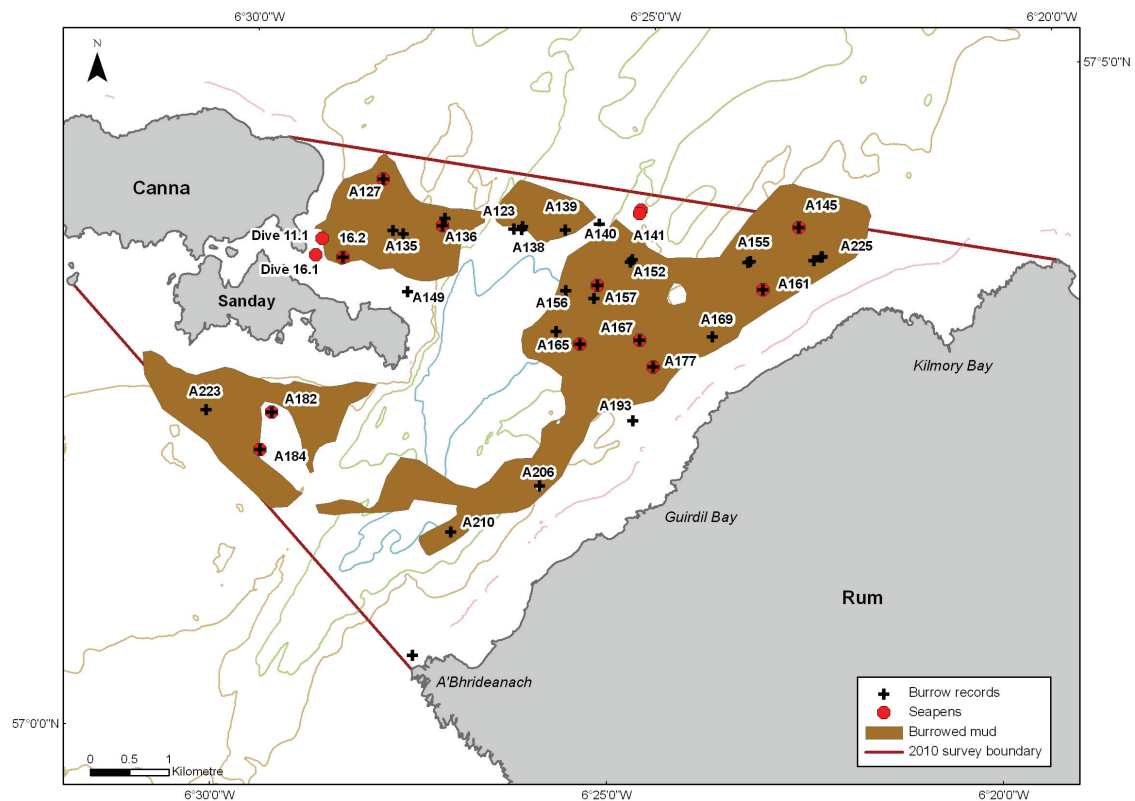 6°30'0"W
6°25'0"W
6°20'0"W
57°5'0"N
N
Canna
A127
A123
A139
A145
Dive 11.1
16.2
A135
A136
A138
A140
A141
A155
A225
Dive 16.1
A152
Sanday
A149
A156
A157
A161
A167
A169
A165
A177
Kilmory Bay
A223
A182
A193
A184
A206
A210
Guirdil Bay
Rum
A'Bhrideanach
Burrow records
Seapens
Burrowed mud
2010 survey boundary
57°0'0"N
0 0.5 1
Kilometre
6°30'0"W
6°25'0"W
6°20'0"W